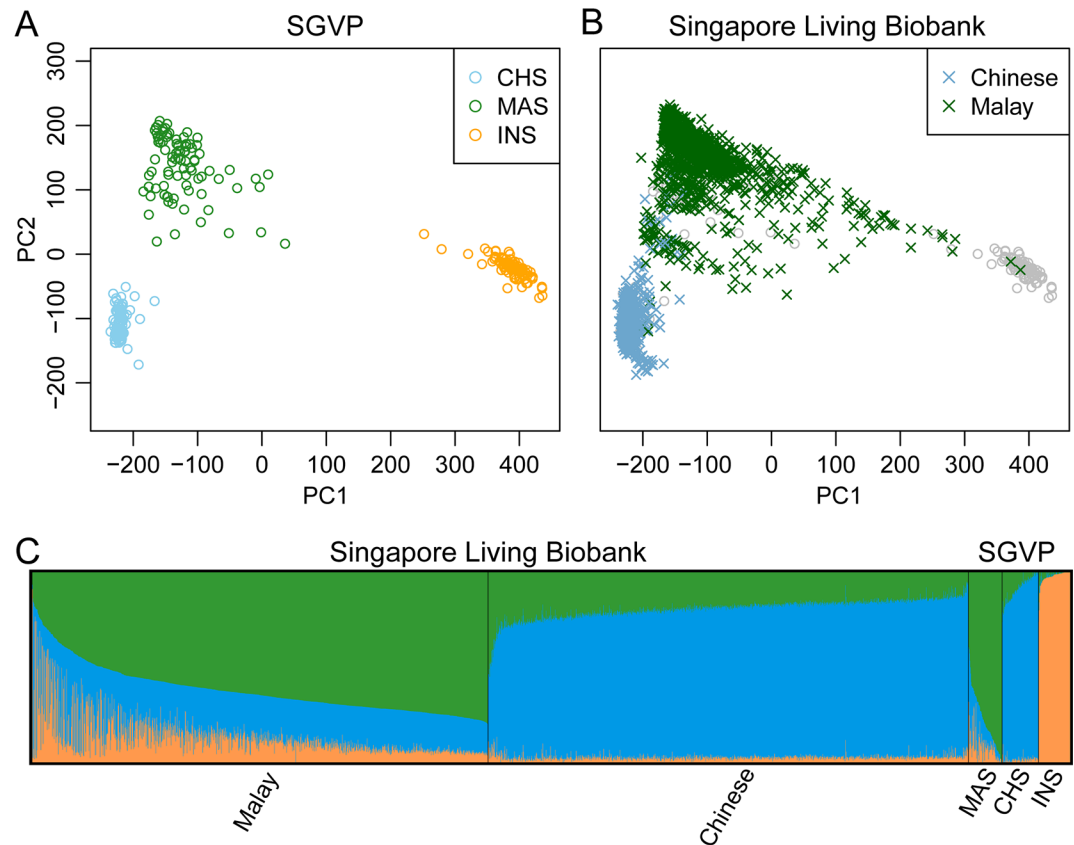 A
SGVP
300
200
100
0
−100
−200
PC2
CHS
MAS
INS
−200 −100 0 100 200 300 400
PC1
B
Singapore Living Biobank
Chinese
Malay
−200 −100 0 100 200 300 400
PC1
C
Singapore Living Biobank
SGVP
Malay
Chinese
MAS
CHS
INS